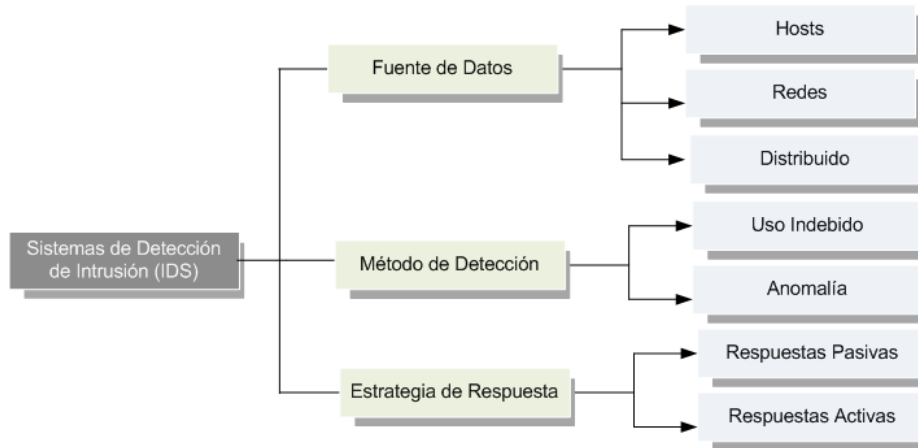 Sistemas de Detección
de Intrusión (IDS)
Fuente de Datos
Hosts
Redes
Distribuido
Método de Detección
Uso Indebido
Anomalía
Estrategia de Respuesta
Respuestas Pasivas
Respuestas Activas